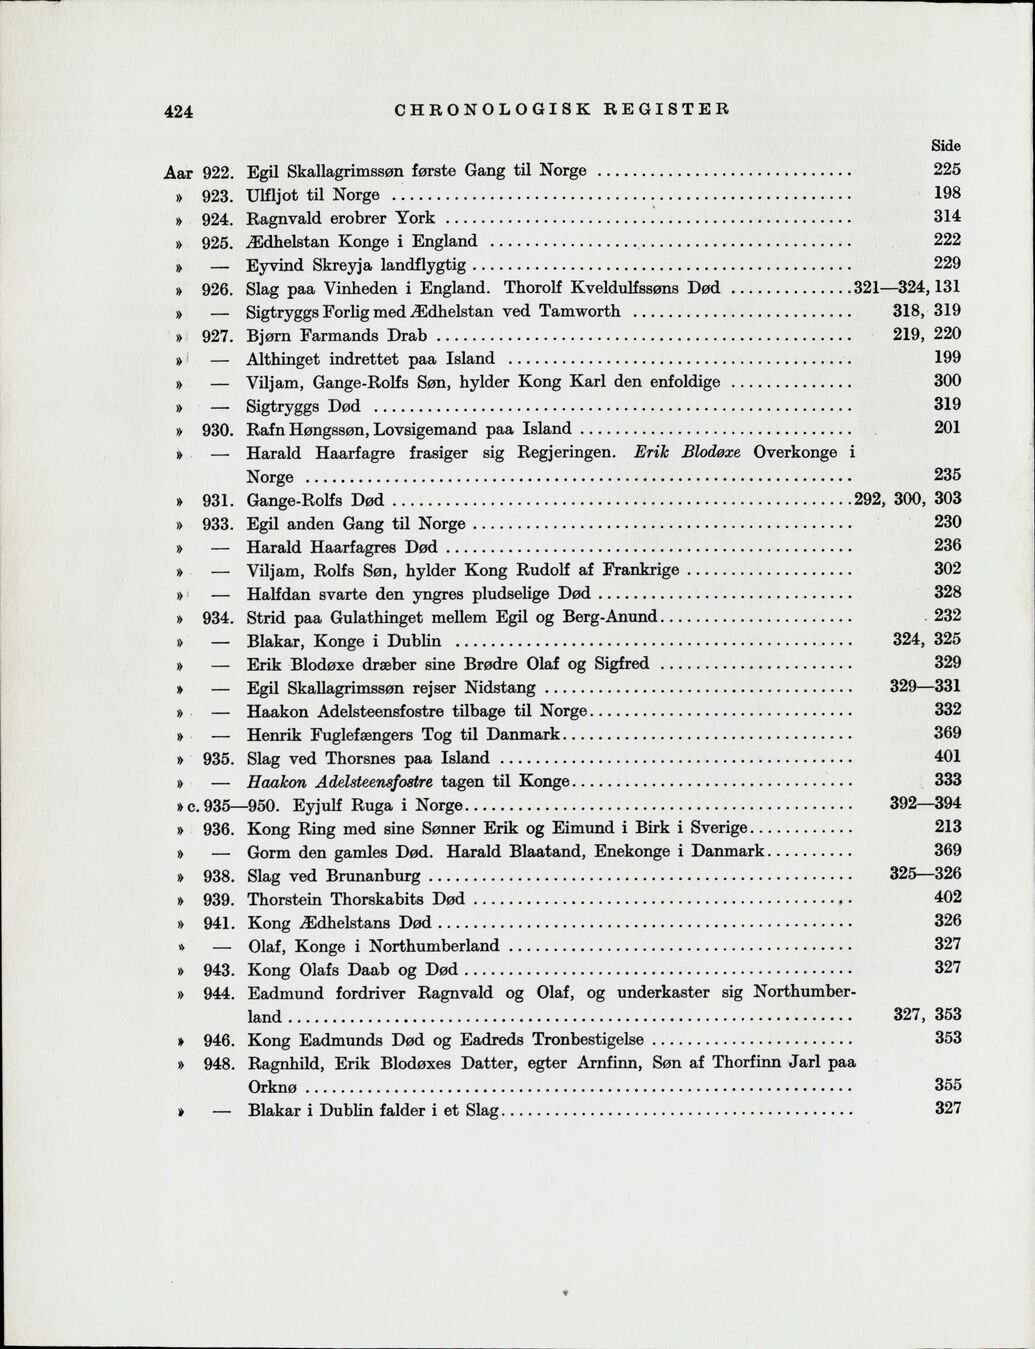 424 CHRONOLOGISK REGISTER
Side
Aar 922. Egil Skallagrimssøn første Gang til Norge ............................ 225
» 923. Ulfljot til Norge .................................................. 198
» 924. Ragnvald erobrer York ............................................. 314
» 925. Ædhelstan Konge i England ........................................ 222
» — Eyvind Skreyja landflygtig .......................................... 229
» 926. Slag paa Vinheden i England. Thorolf Kveldulfssøns Død .............. 321—324, 131
» — Sigtryggs Forlig med Ædhelstan ved Tamworth ......................... 318, 319
» 927. Bjørn Farmands Drab .............................................. 219, 220
» — Althinget indrettet paa Island ...................................... 199
» — Viljam, Gange-Rolfs Søn, hylder Kong Karl den enfoldige .............. 300
» — Sigtryggs Død ..................................................... 319
» 930. Rafn Høngssøn, Lovsigemand paa Island .............................. 201
» — Harald Haarfagre frasiger sig Regjeringen. Erik Blodøxe Overkonge i
Norge ............................................................. 235
» 931. Gange-Rolfs Død .................................................. 292, 300, 303
» 933. Egil anden Gang til Norge .......................................... 230
» — Harald Haarfagres Død .............................................. 236
» — Viljam, Rolfs Søn, hylder Kong Rudolf af Frankrige ................... 302
» — Halfdan svarte den yngres pludselige Død ............................ 328
» 934. Strid paa Gulathinget mellem Egil og Berg-Anund...................... 232
» — Blakar, Konge i Dublin ............................................ 324, 325
» — Erik Blodøxe dræber sine Brødre Olaf og Sigfred ...................... 329
» — Egil Skallagrimssøn rejser Nidstang .................................. 329—331
» — Haakon Adelsteensfostre tilbage til Norge............................. 332
» — Henrik Fuglefængers Tog til Danmark................................ 369
» 935. Slag ved Thorsnes paa Island ....................................... 401
» — Haakon Adelsteensfostre tagen til Konge............................... 333
» c. 935—950. Eyjulf Ruga i Norge........................................... 392—394
» 936. Kong Ring med sine Sønner Erik og Eimund i Birk i Sverige............ 213
» — Gorm den gamles Død. Harald Blaatand, Enekonge i Danmark.......... 369
» 938. Slag ved Brunanburg ............................................... 325—326
» 939. Thorstein Thorskabits Død .......................................... 402
» 941. Kong Ædhelstans Død .............................................. 326
» — Olaf, Konge i Northumberland ...................................... 327
» 943. Kong Olafs Daab og Død ........................................... 327
» 944. Eadmund fordriver Ragnvald og Olaf, og underkaster sig Northumber-
land ............................................................... 327, 353
» 946. Kong Eadmunds Død og Eadreds Tronbestigelse ....................... 353
» 948. Ragnhild, Erik Blodøxes Datter, egter Arnfinn, Søn af Thorfinn Jarl paa
Orknø ............................................................. 355
» — Blakar i Dublin falder i et Slag....................................... 327